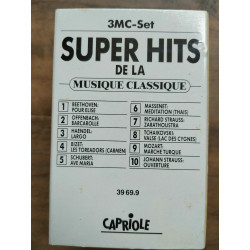 3MC-Set
SUPER HITS
DE LA
MUSIQUE CLASSIQUE
1 BEETHOVEN:
POUR ELISE
2 OFFENBACH:
BARCAROLLE
3 HAENDEL:
LARGO
4 BIZET:
LES TOREADORS (CARMEN)
5 SCHUBERT:
AVE MARIA
6 MASSENET:
MEDITATION (THAIS)
7 RICHARD STRAUSS:
ZARATHOUSTRA
8 TCHAIKOVSKI:
VALSE (LAC DES CYGNES)
9 MOZART:
MARCHE TURQUE
10 JOHANN STRAUSS:
OUVERTURE
39 69.9
CAPRIOLE